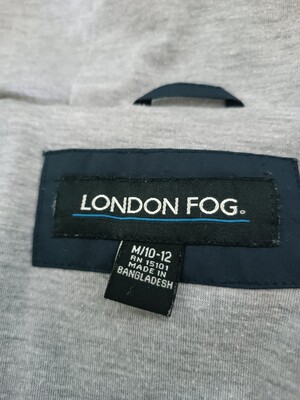 LONDON FOG®
M/10-12
RN 15101
MADE IN
BANGLADESH